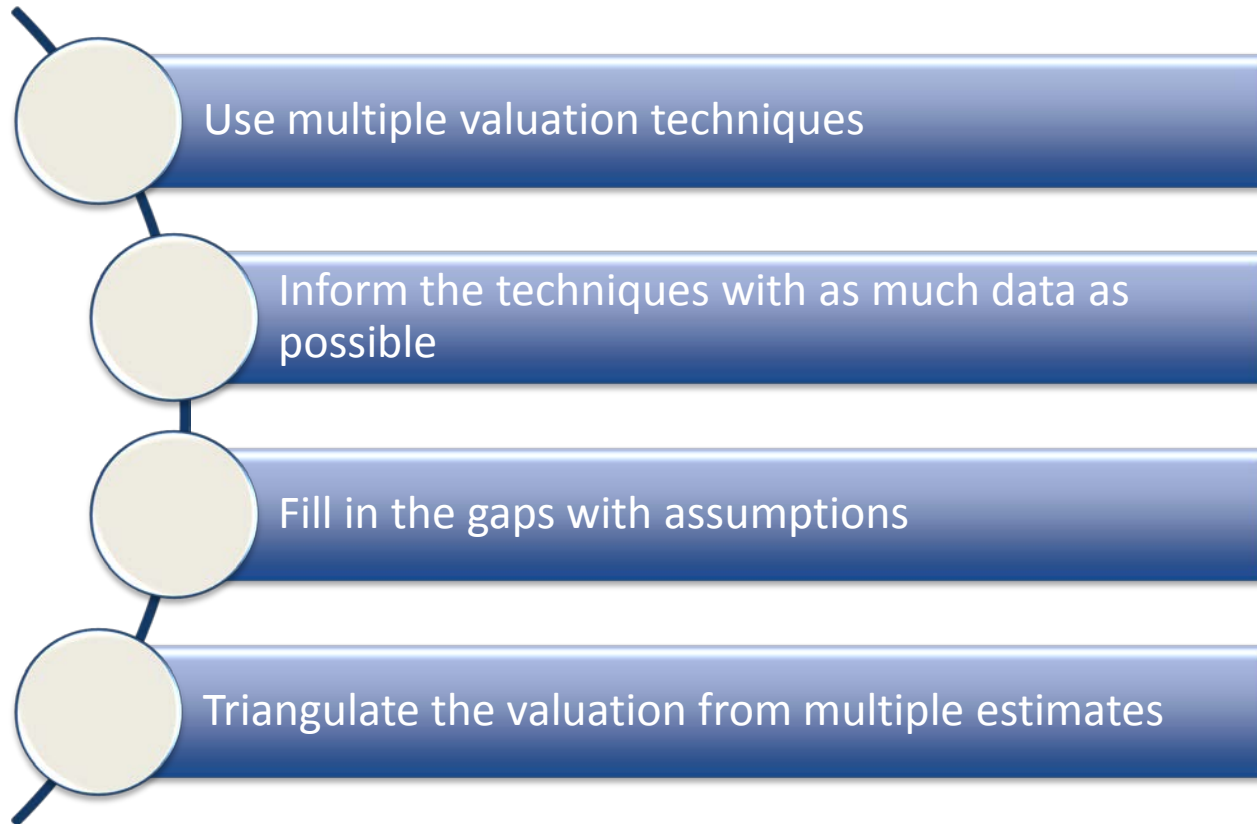 Use multiple valuation techniques
Inform the techniques with as much data as
possible
Fill in the gaps with assumptions
Triangulate the valuation from multiple estimates